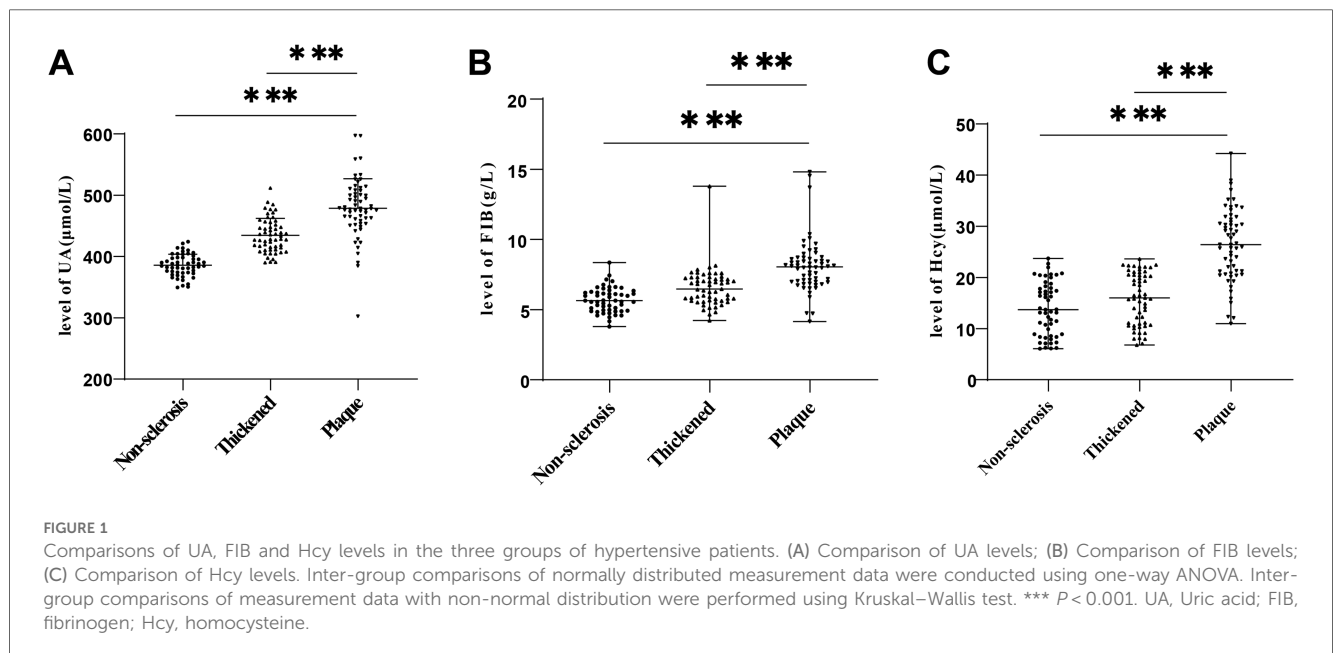 A
***
***
level of UA(μmol/L)
600
500
400
300
200
Non-sclerosis
Thickened
Plaque
B
***
***
level of FIB(g/L)
20
15
10
5
0
Non-sclerosis
Thickened
Plaque
C
***
***
level of Hcy(μmol/L)
50
40
30
20
10
0
Non-sclerosis
Thickened
Plaque
FIGURE 1
Comparisons of UA, FIB and Hcy levels in the three groups of hypertensive patients. (A) Comparison of UA levels; (B) Comparison of FIB levels;
(C) Comparison of Hcy levels. Inter-group comparisons of normally distributed measurement data were conducted using one-way ANOVA. Inter-
group comparisons of measurement data with non-normal distribution were performed using Kruskal–Wallis test. *** P < 0.001. UA, Uric acid; FIB,
fibrinogen; Hcy, homocysteine.